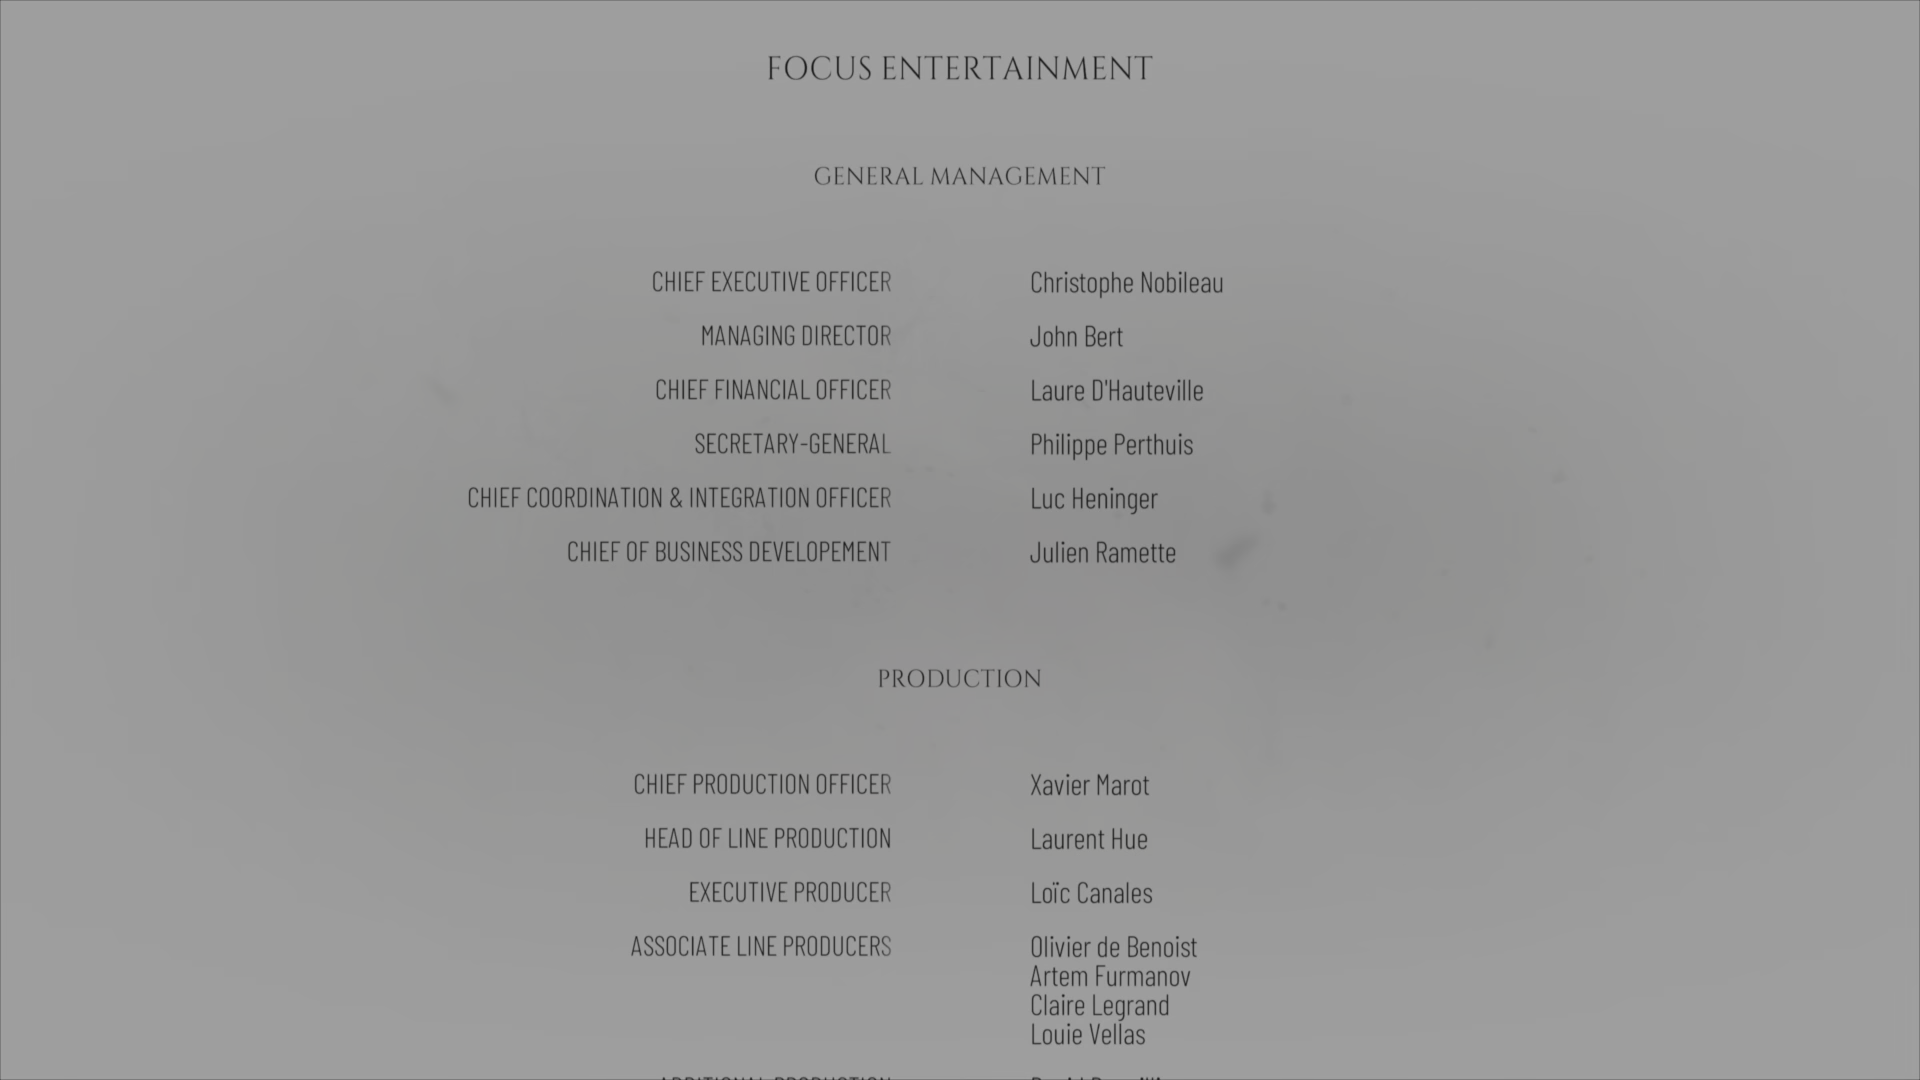 FOCUS ENTERTAINMENT
GENERAL MANAGEMENT
CHIEF EXECUTIVE OFFICER Christophe Nobileau
MANAGING DIRECTOR John Bert
CHIEF FINANCIAL OFFICER Laure D'Hauteville
SECRETARY-GENERAL Philippe Perthuis
CHIEF COORDINATION & INTEGRATION OFFICER Luc Heninger
CHIEF OF BUSINESS DEVELOPEMENT Julien Ramette
PRODUCTION
CHIEF PRODUCTION OFFICER Xavier Marot
HEAD OF LINE PRODUCTION Laurent Hue
EXECUTIVE PRODUCER Loïc Canales
ASSOCIATE LINE PRODUCERS Olivier de Benoist
Artem Furmanov
Claire Legrand
Louie Vellas